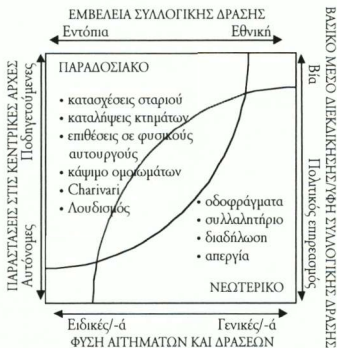 ΕΜΒΕΛΕΙΑ ΣΥΛΛΟΓΙΚΗΣ ΔΡΑΣΗΣ
Εντόπια Εθνική
ΠΑΡΑΣΤΑΣΕΙΣ ΣΤΙΣ ΚΕΝΤΡΙΚΕΣ ΑΡΧΕΣ
Αυτόνομες Ποδηγετούμενες
ΠΑΡΑΔΟΣΙΑΚΟ
• κατασχέσεις σταριού
• καταλήψεις κτημάτων
• επιθέσεις σε φυσικούς
αυτουργούς
• κάψιμο ομοιωμάτων
• Charivari
• Λουδισμός
• οδοφράγματα
• συλλαλητήριο
• διαδήλωση
• απεργία
ΝΕΩΤΕΡΙΚΟ
Βία Πολιτικός επηρεασμός
ΒΑΣΙΚΟ ΜΕΣΟ ΔΙΕΚΔΙΚΗΣΗΣ/ΥΦΗ ΣΥΛΛΟΓΙΚΗΣ ΔΡΑΣΗΣ
Ειδικές/-ά Γενικές/-ά
ΦΥΣΗ ΑΙΤΗΜΑΤΩΝ ΚΑΙ ΔΡΑΣΕΩΝ